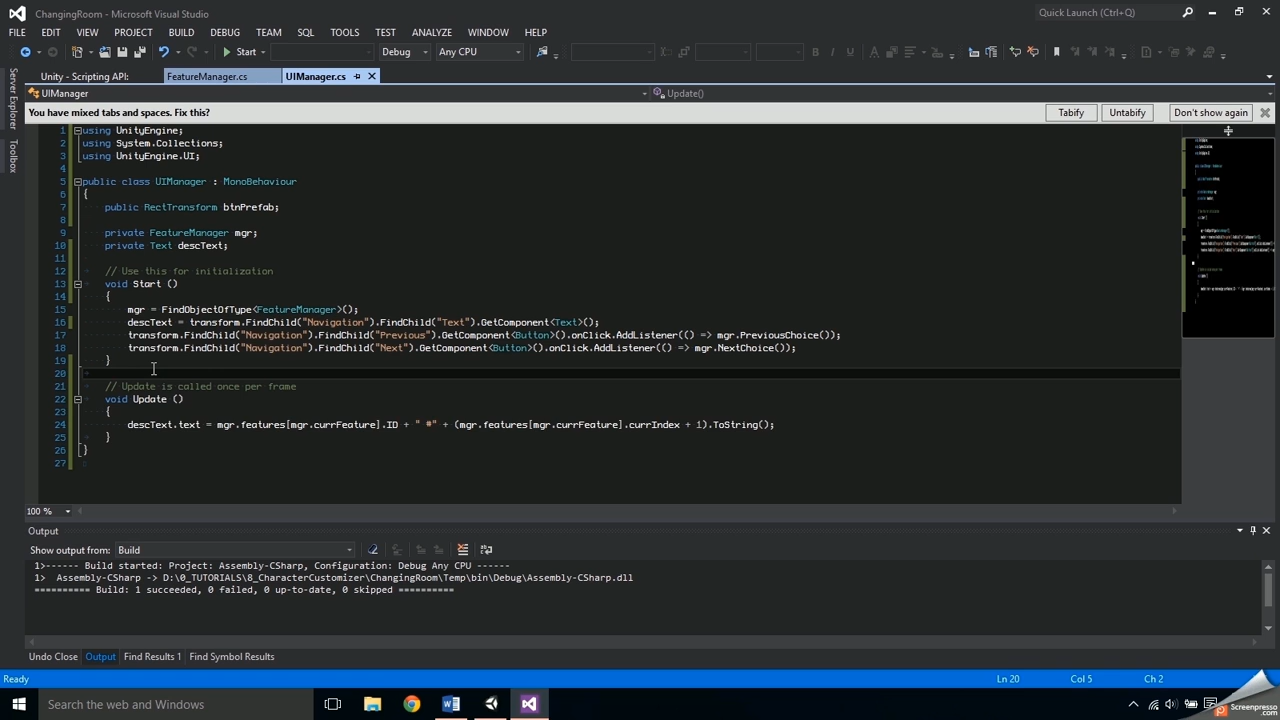 ChangingRoom - Microsoft Visual Studio
Quick Launch (Ctrl+Q)
FILE EDIT VIEW PROJECT BUILD DEBUG TEAM SQL TOOLS TEST ANALYZE WINDOW HELP
Start Debug Any CPU
Server Explorer
Toolbox
Unity - Scripting API: FeatureManager.cs UIManager.cs
UIManager Update()
You have mixed tabs and spaces. Fix this? Tabify Untabify Don't show again
1 using UnityEngine;
2 using System.Collections;
3 using UnityEngine.UI;
4
5 public class UIManager : MonoBehaviour
6 {
7 public RectTransform btnPrefab;
8
9 private FeatureManager mgr;
10 private Text descText;
11
12 // Use this for initialization
13 void Start ()
14 {
15 mgr = FindObjectOfType<FeatureManager>();
16 descText = transform.FindChild("Navigation").FindChild("Text").GetComponent<Text>();
17 transform.FindChild("Navigation").FindChild("Previous").GetComponent<Button>().onClick.AddListener(() => mgr.PreviousChoice());
18 transform.FindChild("Navigation").FindChild("Next").GetComponent<Button>().onClick.AddListener(() => mgr.NextChoice());
19 }
20
21 // Update is called once per frame
22 void Update ()
23 {
24 descText.text = mgr.features[mgr.currFeature].ID + " #" + (mgr.features[mgr.currFeature].currIndex + 1).ToString();
25 }
26 }
27
100 %
Output
Show output from: Build
1>------ Build started: Project: Assembly-CSharp, Configuration: Debug Any CPU ------
1> Assembly-CSharp -> D:\0_TUTORIALS\8_CharacterCustomizer\ChangingRoom\Temp\bin\Debug\Assembly-CSharp.dll
========== Build: 1 succeeded, 0 failed, 0 up-to-date, 0 skipped ==========
Undo Close Output Find Results 1 Find Symbol Results
Ready Ln 20 Col 5 Ch 2
Search the web and Windows
Screenpresso.com